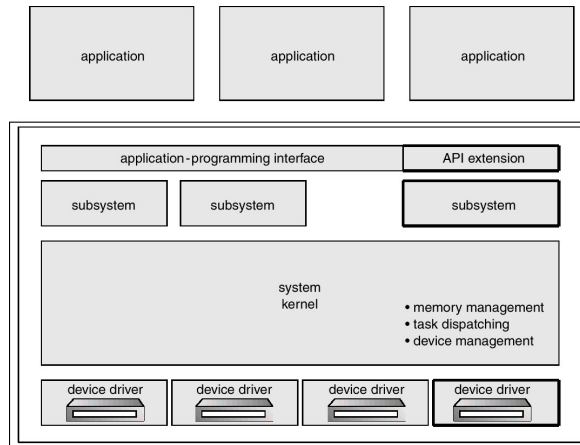 application
application
application
application-programming interface
API extension
subsystem
subsystem
subsystem
system
kernel
• memory management
• task dispatching
• device management
device driver
device driver
device driver
device driver